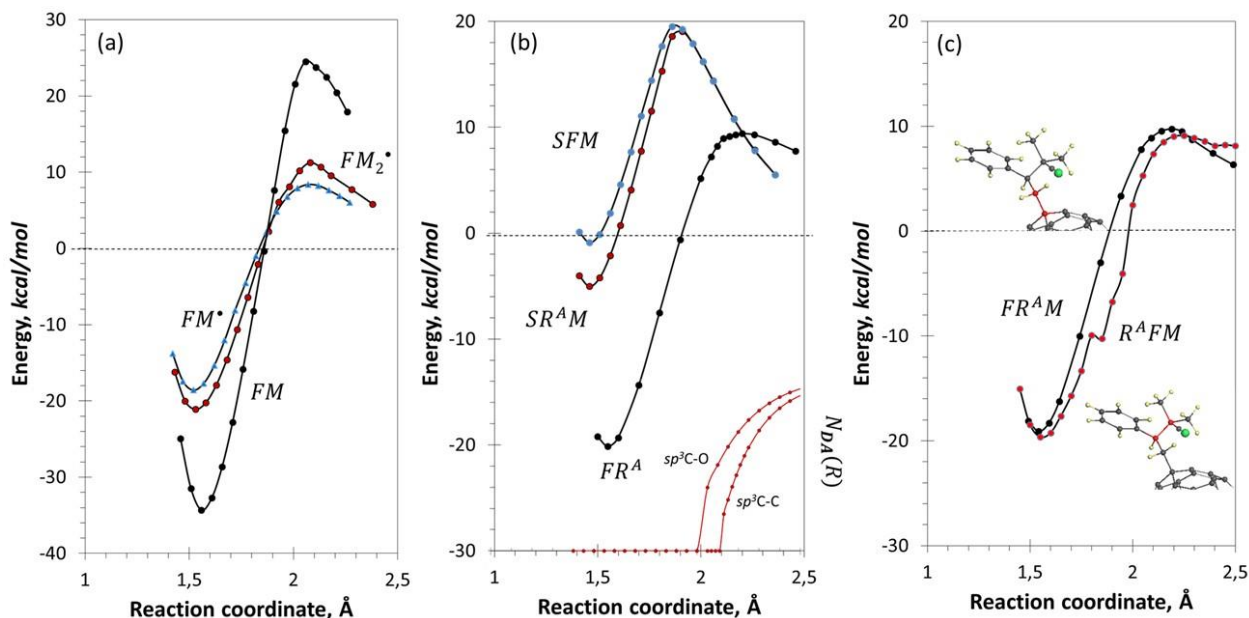 (a)
Energy, kcal/mol
30
20
10
0
-10
-20
-30
-40
FM₂•
FM•
FM
1
1,5
2
2,5
Reaction coordinate, Å
(b)
Energy, kcal/mol
20
10
0
-10
-20
-30
SFM
SRᴬM
FRᴬ
sp³C-O
sp³C-C
N_DA(R)
1
1,5
2
2,5
Reaction coordinate, Å
(c)
Energy, kcal/mol
20
10
0
-10
-20
-30
FRᴬM
RᴬFM
1
1,5
2
2,5
Reaction coordinate, Å